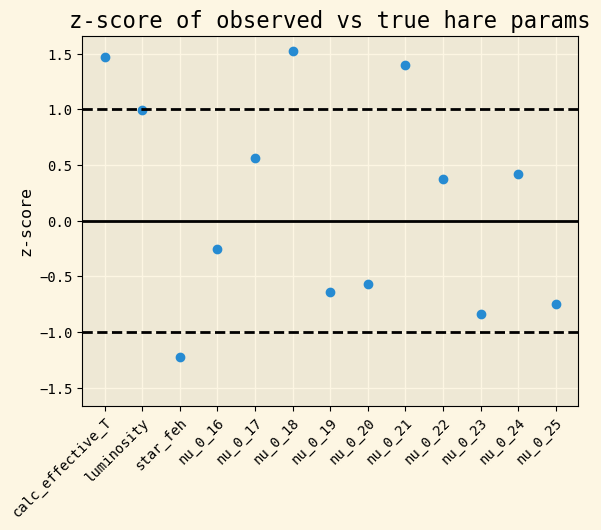 z-score of observed vs true hare params
z-score
1.5
1.0
0.5
0.0
−0.5
−1.0
−1.5
calc_effective_T
luminosity
star_feh
nu_0_16
nu_0_17
nu_0_18
nu_0_19
nu_0_20
nu_0_21
nu_0_22
nu_0_23
nu_0_24
nu_0_25